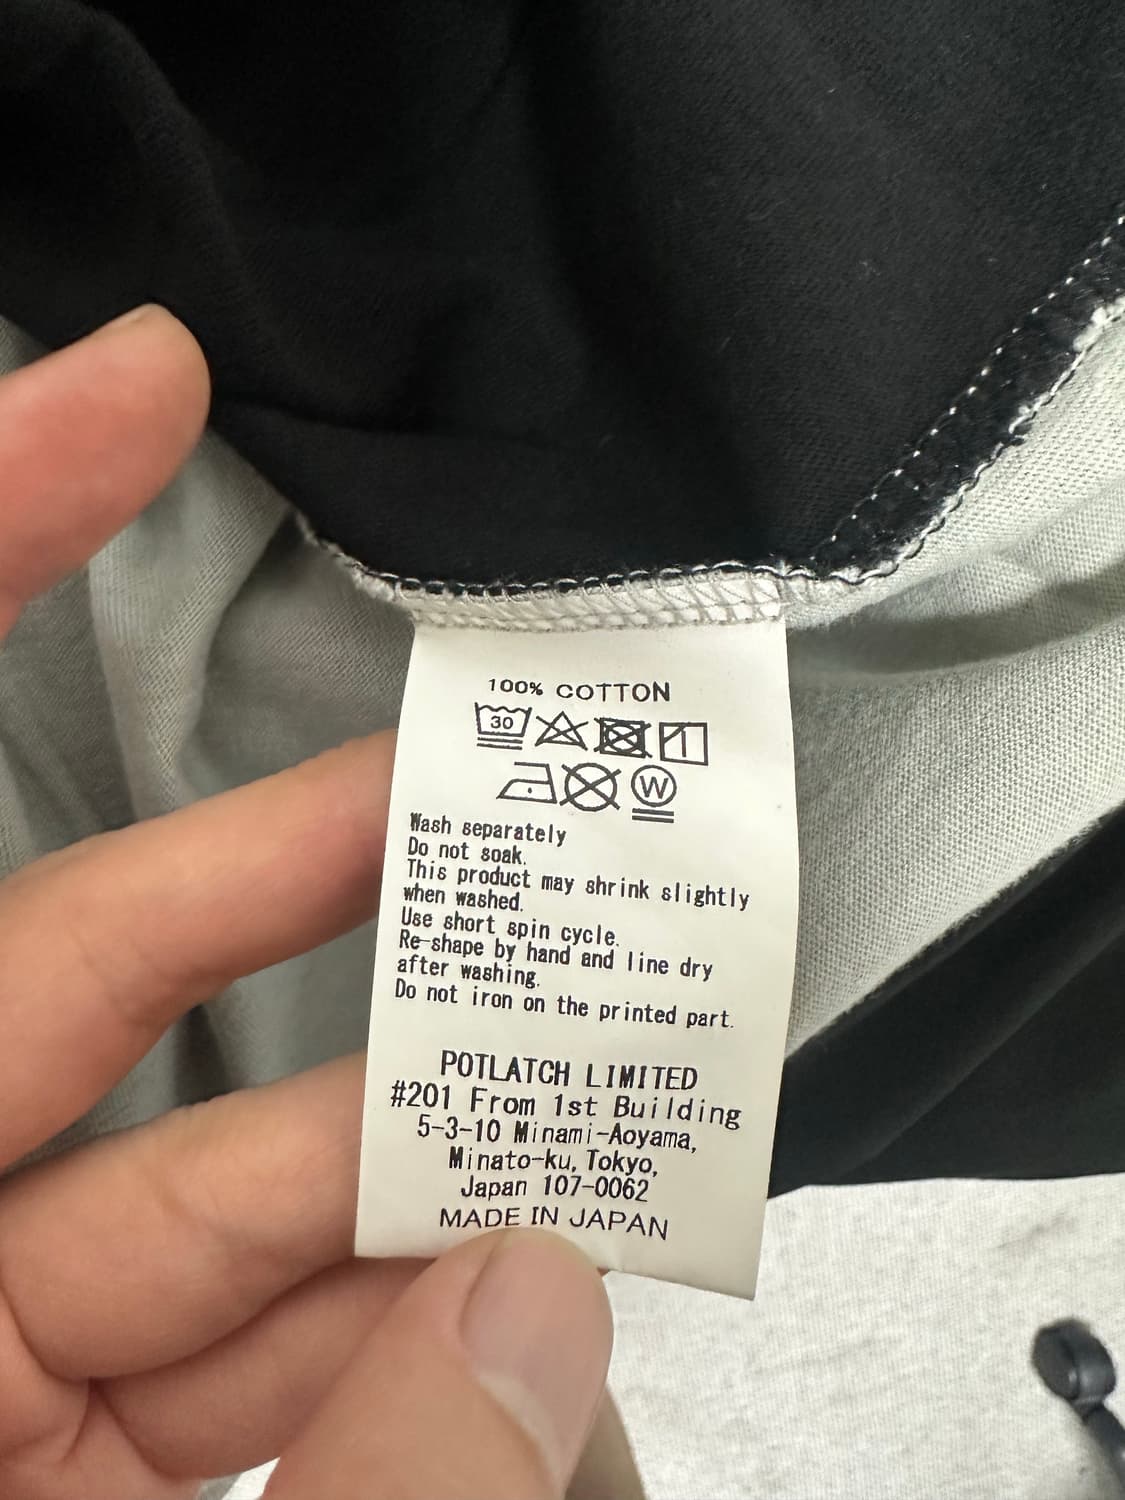 100% COTTON
30
W
Wash separately
Do not soak.
This product may shrink slightly
when washed.
Use short spin cycle.
Re-shape by hand and line dry
after washing.
Do not iron on the printed part.
POTLATCH LIMITED
#201 From 1st Building
5-3-10 Minami-Aoyama,
Minato-ku, Tokyo,
Japan 107-0062
MADE IN JAPAN